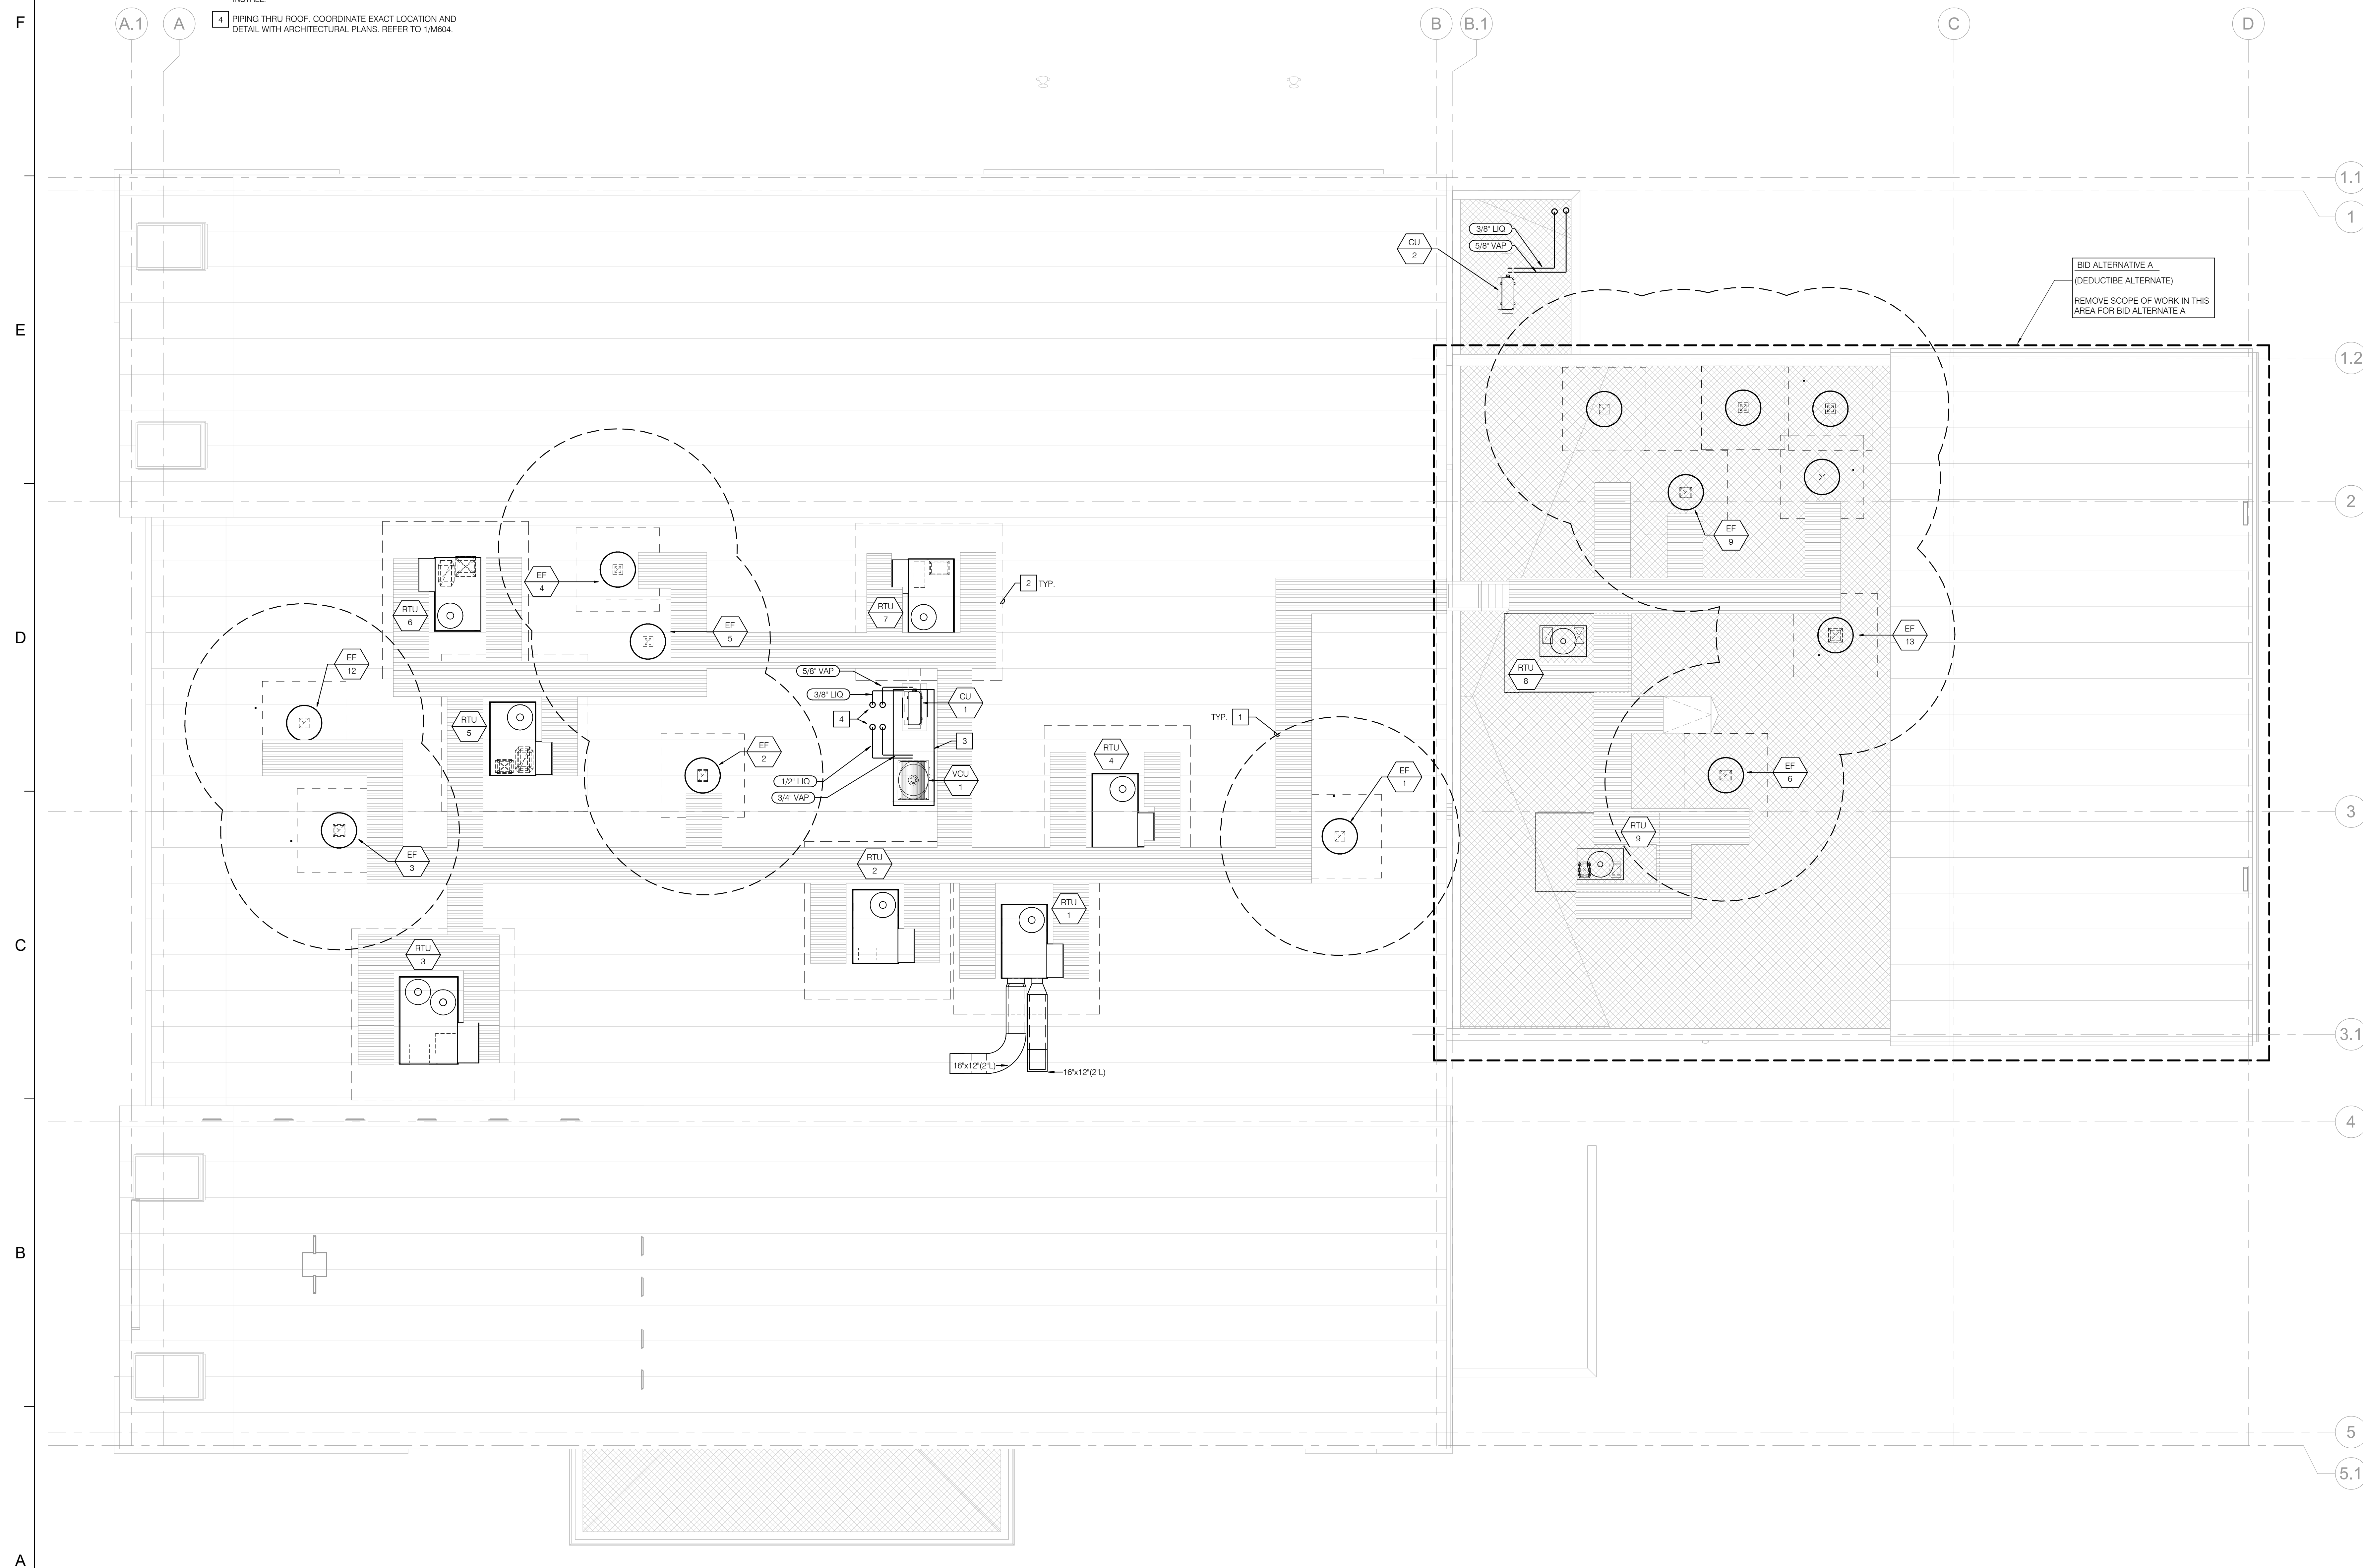 F
INSTALL.
4 PIPING THRU ROOF. COORDINATE EXACT LOCATION AND
DETAIL WITH ARCHITECTURAL PLANS. REFER TO 1/M604.
A.1
A
B
B.1
C
D
1.1
1
3/8" LIQ
5/8" VAP
CU
2
BID ALTERNATIVE A
(DEDUCTIBE ALTERNATE)
REMOVE SCOPE OF WORK IN THIS
AREA FOR BID ALTERNATE A
E
1.2
2
EF
9
EF
4
2 TYP.
RTU
6
RTU
7
EF
5
D
EF
13
EF
12
5/8" VAP
RTU
8
3/8" LIQ
CU
1
4
TYP. 1
RTU
5
3
EF
2
RTU
4
EF
6
EF
1
1/2" LIQ
VCU
1
3/4" VAP
3
RTU
9
EF
3
RTU
2
RTU
1
C
RTU
3
3.1
16"x12"(2"L)
16"x12"(2"L)
4
B
5
5.1
A